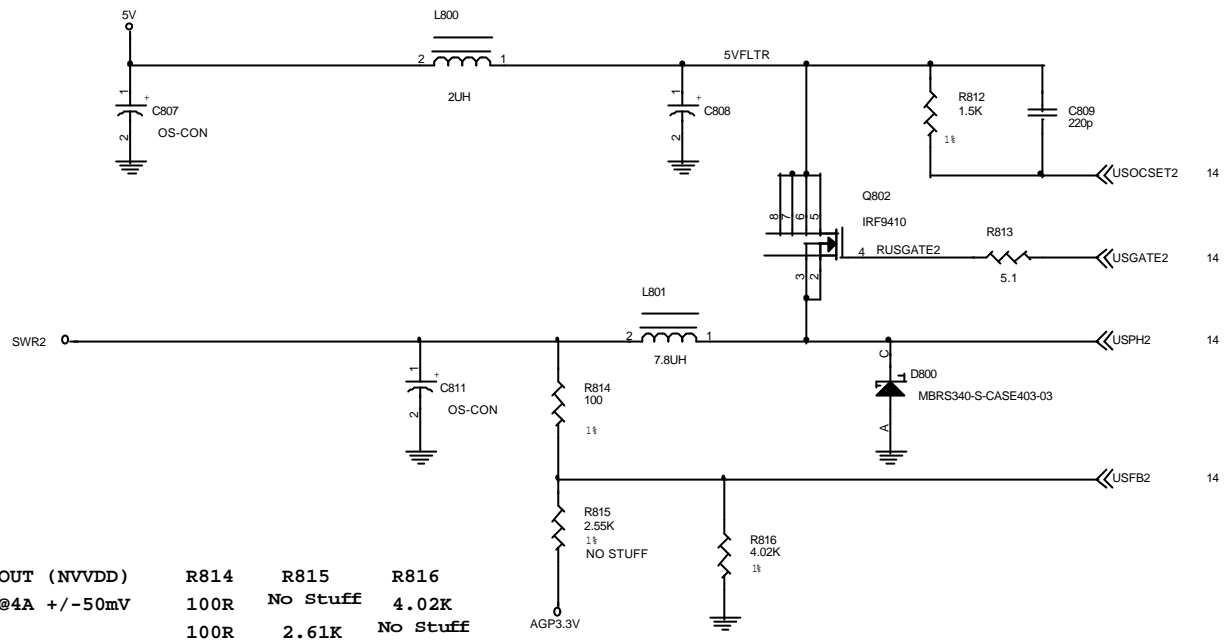 5V
L800
2 1
5VFLTR
2UH
1
+
C807
2
OS-CON
1
+
C808
2
R812
1.5K
1%
C809
220p
USOCSET2 14
Q802
IRF9410
8 7 6 5
4 RUSGATE2
R813
5.1
USGATE2 14
3 2
L801
SWR2
2 1
7.8UH
USPH2 14
1
+
C811
2
OS-CON
R814
100
1%
C
D800
MBRS340-S-CASE403-03
A
USFB2 14
R815
2.55K
1%
NO STUFF
R816
4.02K
1%
AGP3.3V
OUT (NVVDD) R814 R815 R816
@4A +/-50mV 100R No Stuff 4.02K
100R 2.61K No Stuff